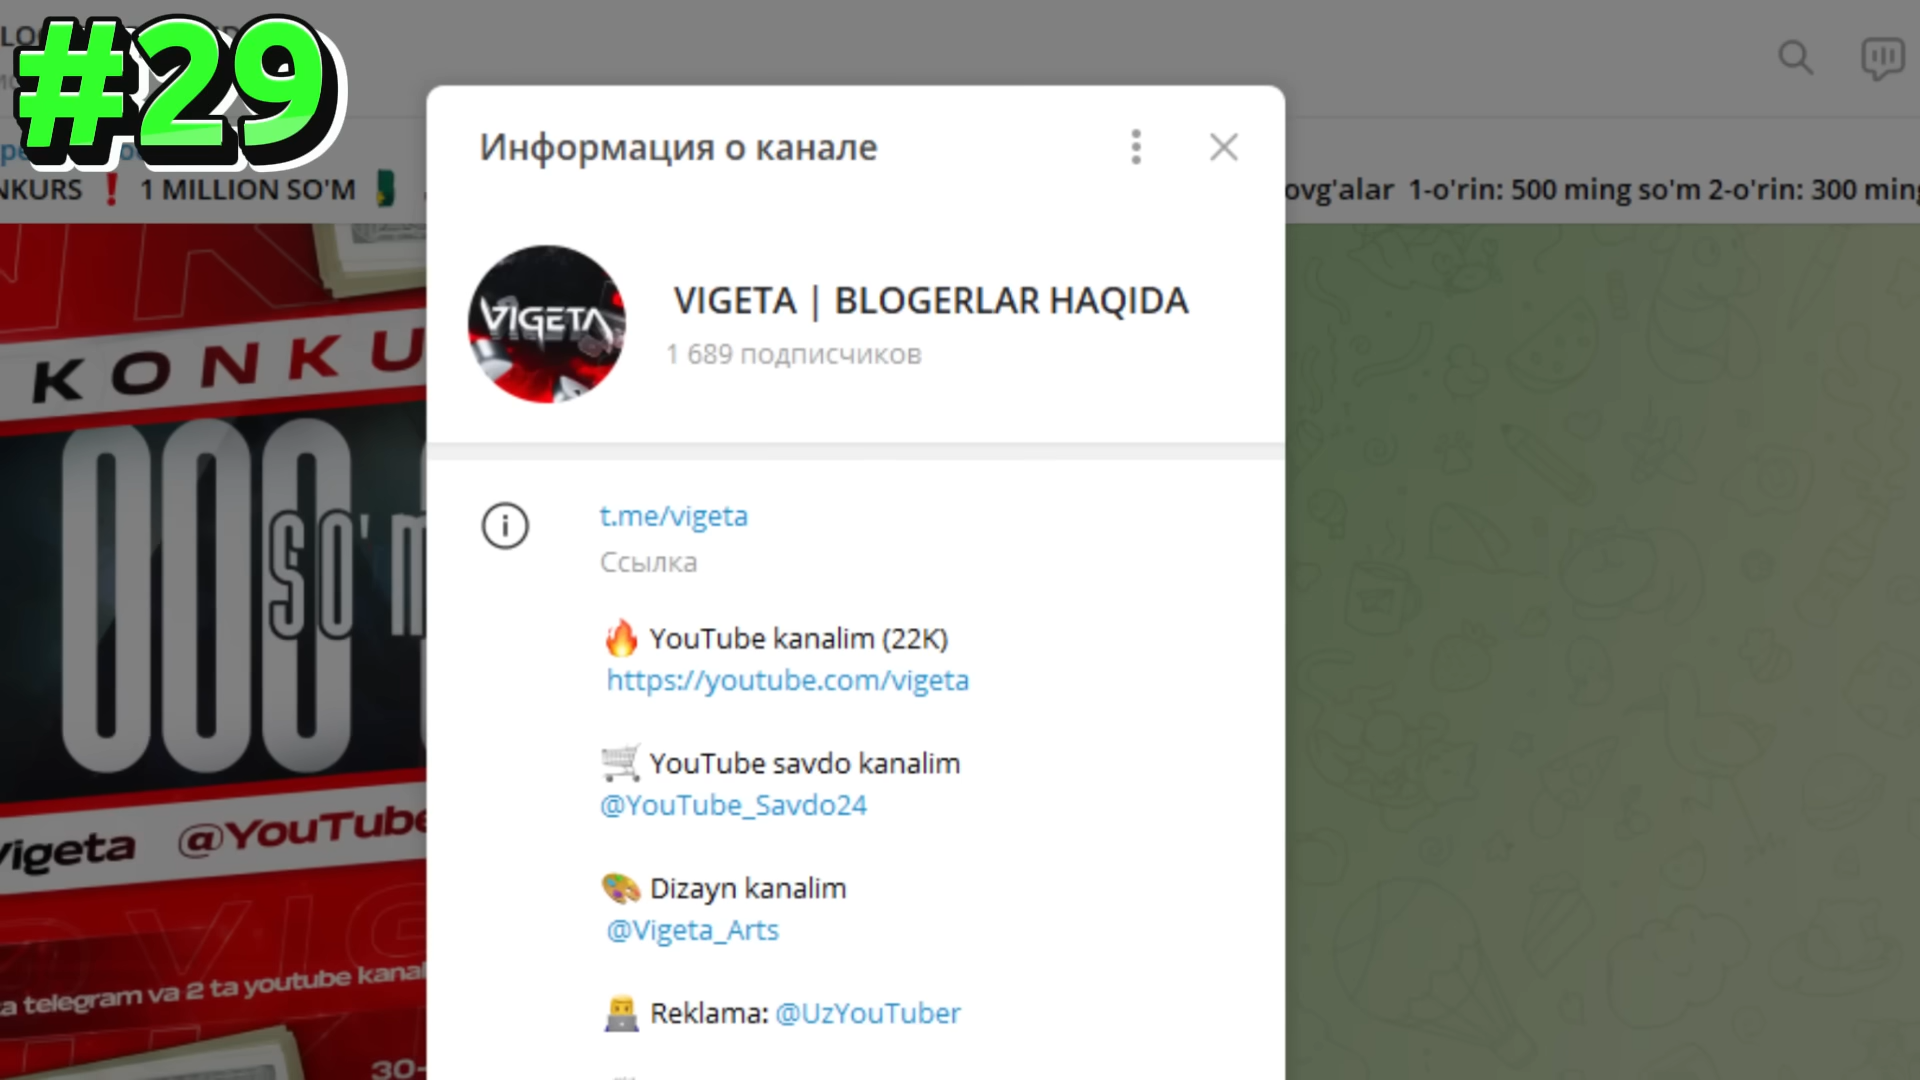 #29
Информация о канале
NKURS ❗ 1 MILLION SO'M
ovg'alar 1-o'rin: 500 ming so'm 2-o'rin: 300 ming
VIGETA
VIGETA | BLOGERLAR HAQIDA
1 689 подписчиков
KONKU
000
SO'M
t.me/vigeta
Ссылка
🔥 YouTube kanalim (22K)
https://youtube.com/vigeta
🛒 YouTube savdo kanalim
@YouTube_Savdo24
vigeta @YouTube
🎨 Dizayn kanalim
@Vigeta_Arts
a telegram va 2 ta youtube kanal
👨‍💻 Reklama: @UzYouTuber
30-